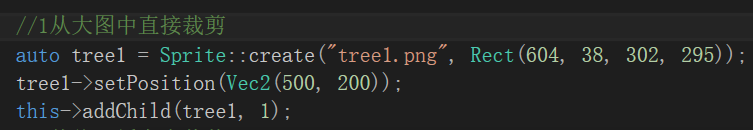 //1从大图中直接裁剪
auto tree1 = Sprite::create("tree1.png", Rect(604, 38, 302, 295));
tree1->setPosition(Vec2(500, 200));
this->addChild(tree1, 1);